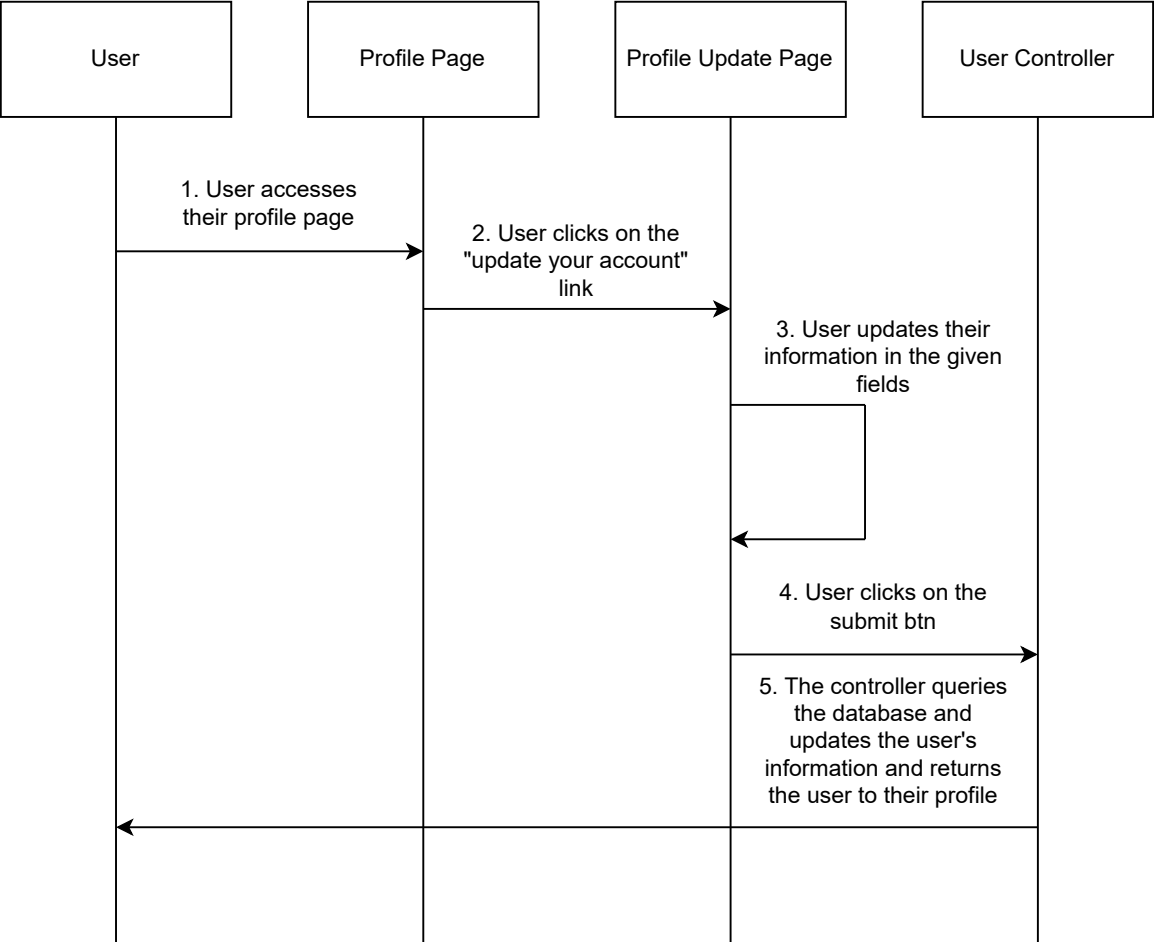 User
Profile Page
Profile Update Page
User Controller
1. User accesses
their profile page
2. User clicks on the
"update your account"
link
3. User updates their
information in the given
fields
4. User clicks on the
submit btn
5. The controller queries
the database and
updates the user's
information and returns
the user to their profile